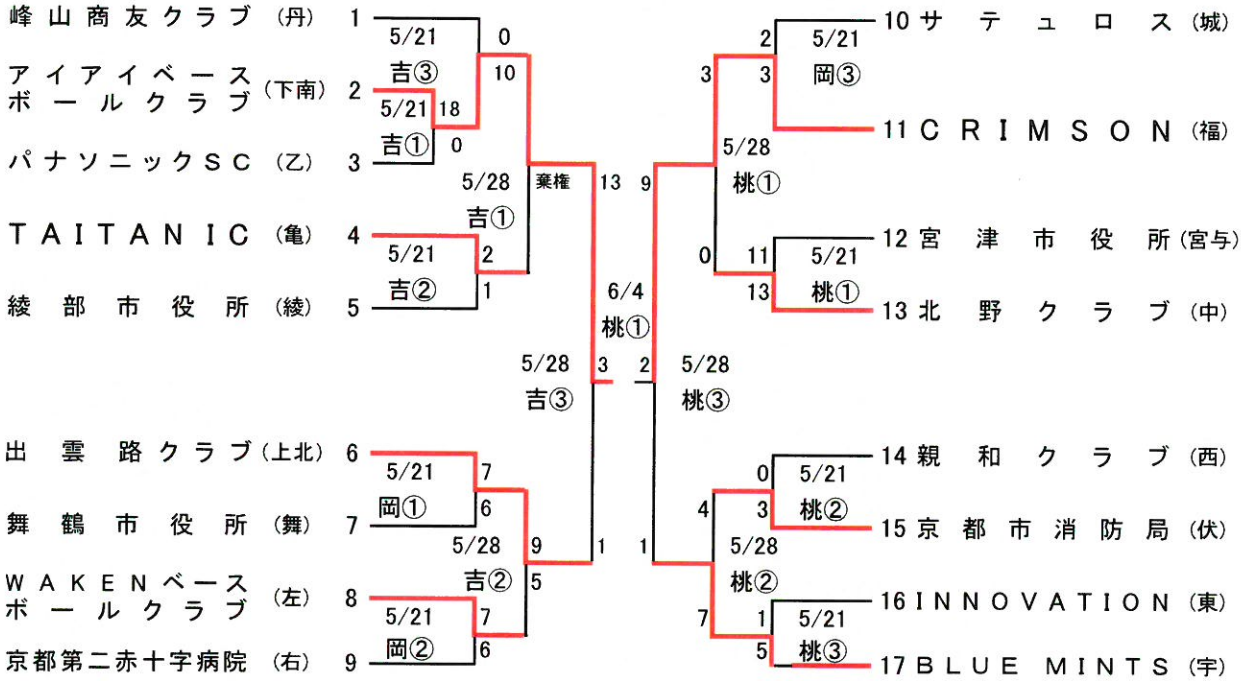 峰山商友クラブ (丹) 1
5/21
吉③
0
10
アイアイベース
ボールクラブ
(下南) 2
5/21
吉①
18
0
パナソニックSC (乙) 3
5/28
吉①
棄権
13
TAITANIC (亀) 4
5/21
吉②
2
1
綾部市役所 (綾) 5
5/28
吉③
3
6/4
桃①
2
出雲路クラブ (上北) 6
5/21
岡①
7
6
舞鶴市役所 (舞) 7
5/28
吉②
9
5
1
WAKENベース
ボールクラブ
(左) 8
5/21
岡②
7
6
京都第二赤十字病院 (右) 9
10 サテュロス (城)
2
3
5/21
岡③
11 CRIMSON (福)
3
0
5/28
桃①
9
12 宮津市役所 (宮与)
11
13
5/21
桃①
13 北野クラブ (中)
5/28
桃③
14 親和クラブ (西)
0
3
5/21
桃②
15 京都市消防局 (伏)
4
7
5/28
桃②
1
16 INNOVATION (東)
1
5
5/21
桃③
17 BLUE MINTS (宇)